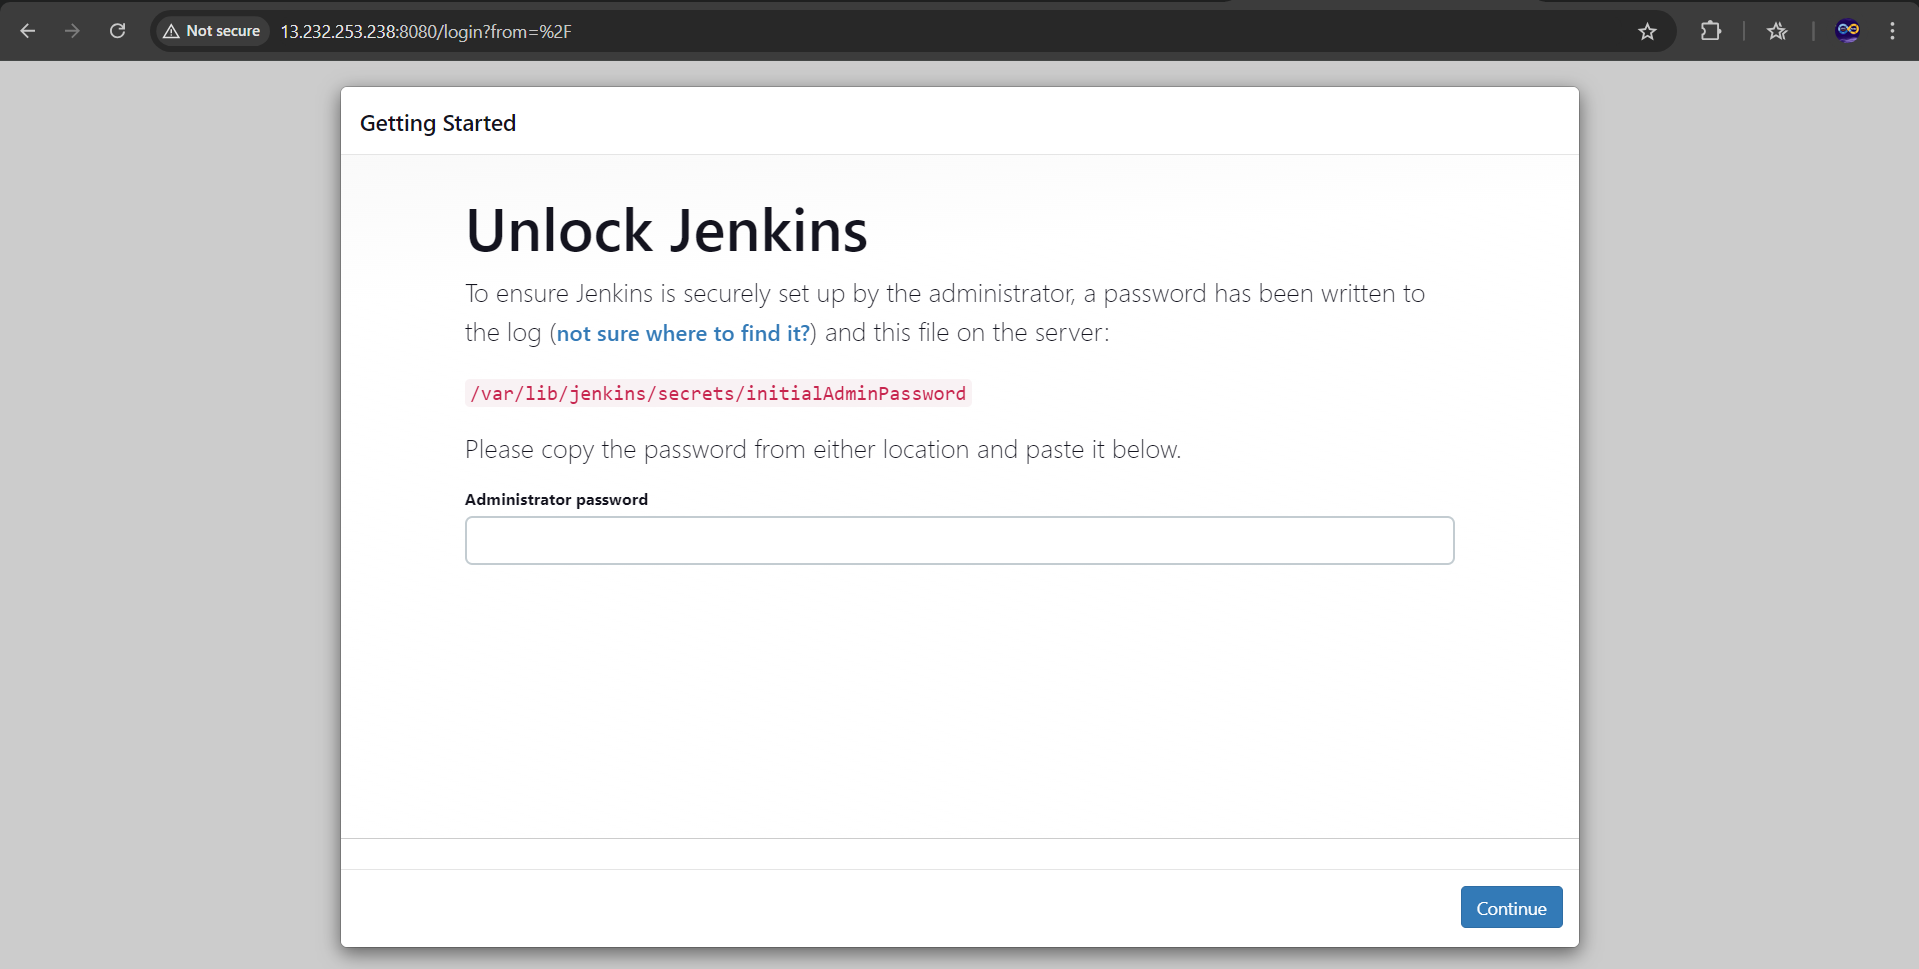 Not secure 13.232.253.238:8080/login?from=%2F
Getting Started
Unlock Jenkins
To ensure Jenkins is securely set up by the administrator, a password has been written to
the log (not sure where to find it?) and this file on the server:
/var/lib/jenkins/secrets/initialAdminPassword
Please copy the password from either location and paste it below.
Administrator password
Continue